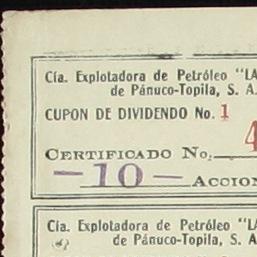 Cía. Explotadora de Petróleo "LA
de Pánuco-Topila, S. A.
CUPON DE DIVIDENDO No. 1
CERTIFICADO No. 4
—10— ACCION
Cía. Explotadora de Petróleo "L
de Pánuco-Topila, S. A